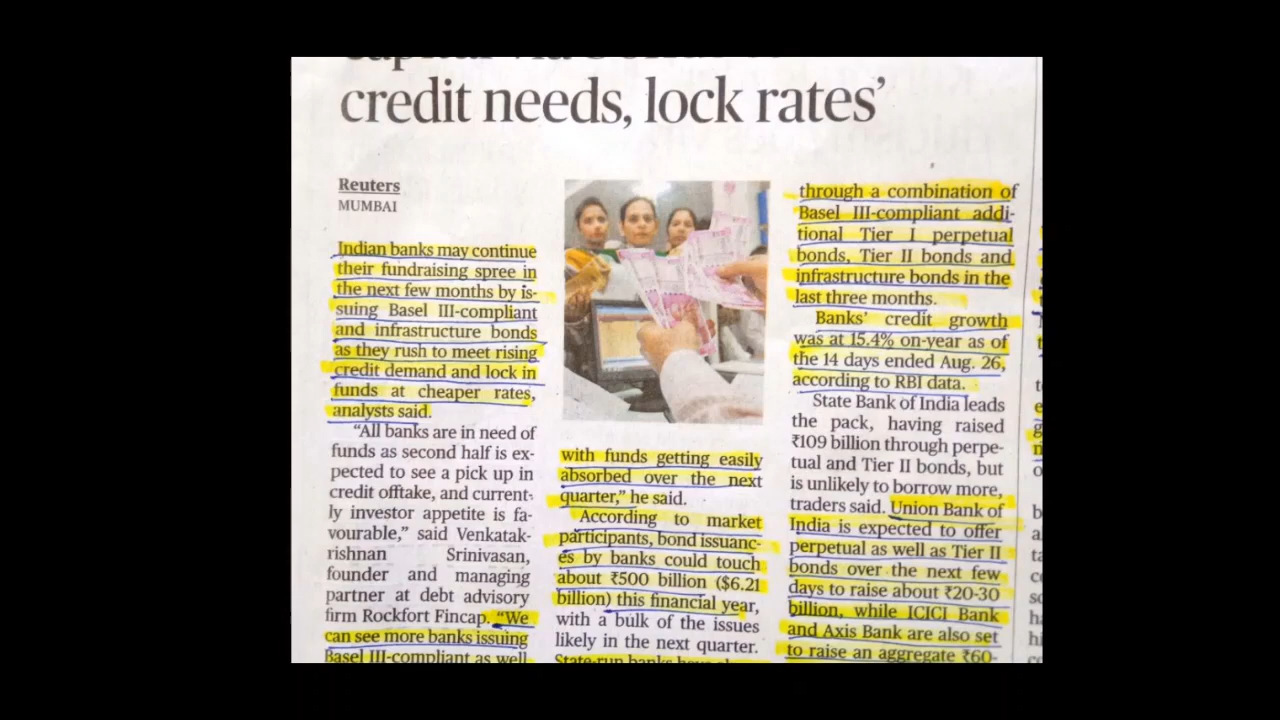 credit needs, lock rates’
Reuters
MUMBAI
Indian banks may continue
their fundraising spree in
the next few months by is-
suing Basel III-compliant
and infrastructure bonds
as they rush to meet rising
credit demand and lock in
funds at cheaper rates,
analysts said.
“All banks are in need of
funds as second half is ex-
pected to see a pick up in
credit offtake, and current-
ly investor appetite is fa-
vourable,” said Venkatak-
rishnan Srinivasan,
founder and managing
partner at debt advisory
firm Rockfort Fincap. “We
can see more banks issuing
Basel III-compliant as well
with funds getting easily
absorbed over the next
quarter,” he said.
According to market
participants, bond issuanc-
es by banks could touch
about ₹500 billion ($6.21
billion) this financial year,
with a bulk of the issues
likely in the next quarter.
State-run banks have
through a combination of
Basel III-compliant addi-
tional Tier I perpetual
bonds, Tier II bonds and
infrastructure bonds in the
last three months.
Banks’ credit growth
was at 15.4% on-year as of
the 14 days ended Aug. 26,
according to RBI data.
State Bank of India leads
the pack, having raised
₹109 billion through perpe-
tual and Tier II bonds, but
is unlikely to borrow more,
traders said. Union Bank of
India is expected to offer
perpetual as well as Tier II
bonds over the next few
days to raise about ₹20-30
billion, while ICICI Bank
and Axis Bank are also set
to raise an aggregate ₹60-